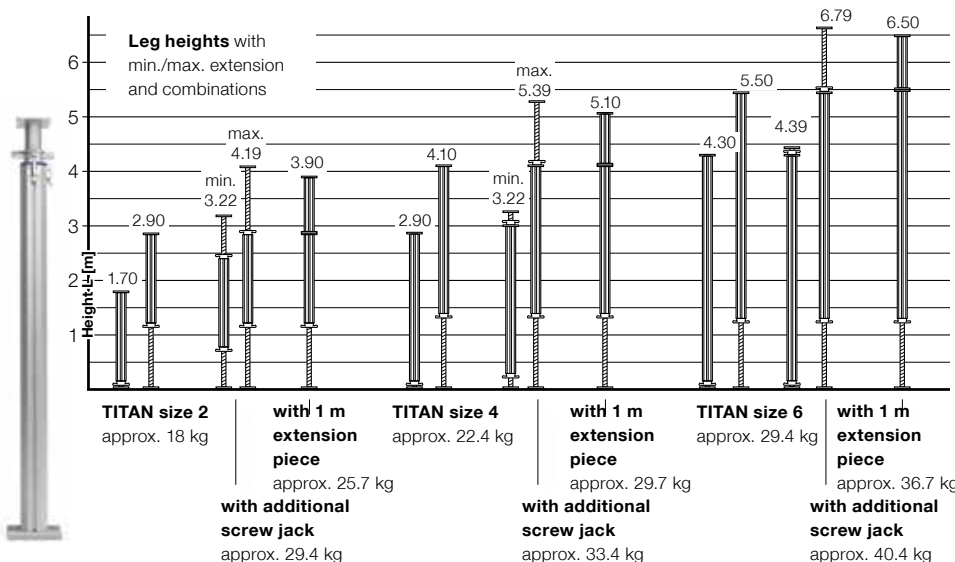 Leg heights with
min./max. extension
and combinations
Height L [m]
6
5
4
3
2
1
1.70
2.90
min.
3.22
max.
4.19
3.90
2.90
4.10
min.
3.22
max.
5.39
5.10
4.30
5.50
4.39
6.79
6.50
TITAN size 2
approx. 18 kg
with additional
screw jack
approx. 29.4 kg
with 1 m
extension
piece
approx. 25.7 kg
TITAN size 4
approx. 22.4 kg
with additional
screw jack
approx. 33.4 kg
with 1 m
extension
piece
approx. 29.7 kg
TITAN size 6
approx. 29.4 kg
with additional
screw jack
approx. 40.4 kg
with 1 m
extension
piece
approx. 36.7 kg